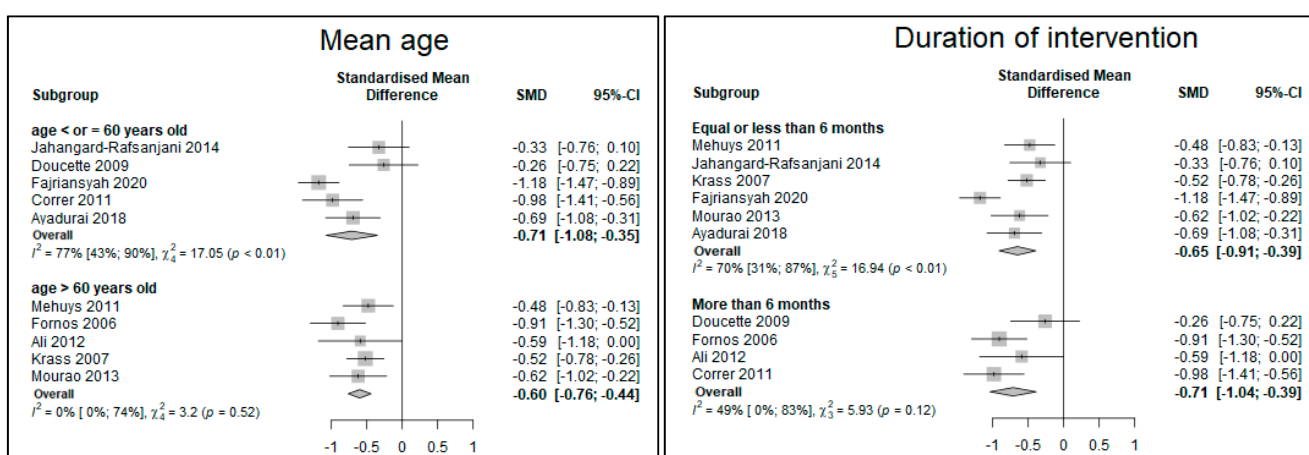 Mean age
Standardised Mean
Subgroup Difference SMD 95%-CI
age < or = 60 years old
Jahangard-Rafsanjani 2014 -0.33 [-0.76; 0.10]
Doucette 2009 -0.26 [-0.75; 0.22]
Fajriansyah 2020 -1.18 [-1.47; -0.89]
Correr 2011 -0.98 [-1.41; -0.56]
Ayadurai 2018 -0.69 [-1.08; -0.31]
Overall -0.71 [-1.08; -0.35]
I² = 77% [43%; 90%], χ²₄ = 17.05 (p < 0.01)
age > 60 years old
Mehuys 2011 -0.48 [-0.83; -0.13]
Fornos 2006 -0.91 [-1.30; -0.52]
Ali 2012 -0.59 [-1.18; 0.00]
Krass 2007 -0.52 [-0.78; -0.26]
Mourao 2013 -0.62 [-1.02; -0.22]
Overall -0.60 [-0.76; -0.44]
I² = 0% [ 0%; 74%], χ²₄ = 3.2 (p = 0.52)
-1 -0.5 0 0.5 1
Duration of intervention
Standardised Mean
Subgroup Difference SMD 95%-CI
Equal or less than 6 months
Mehuys 2011 -0.48 [-0.83; -0.13]
Jahangard-Rafsanjani 2014 -0.33 [-0.76; 0.10]
Krass 2007 -0.52 [-0.78; -0.26]
Fajriansyah 2020 -1.18 [-1.47; -0.89]
Mourao 2013 -0.62 [-1.02; -0.22]
Ayadurai 2018 -0.69 [-1.08; -0.31]
Overall -0.65 [-0.91; -0.39]
I² = 70% [31%; 87%], χ²₅ = 16.94 (p < 0.01)
More than 6 months
Doucette 2009 -0.26 [-0.75; 0.22]
Fornos 2006 -0.91 [-1.30; -0.52]
Ali 2012 -0.59 [-1.18; 0.00]
Correr 2011 -0.98 [-1.41; -0.56]
Overall -0.71 [-1.04; -0.39]
I² = 49% [ 0%; 83%], χ²₃ = 5.93 (p = 0.12)
-1 -0.5 0 0.5 1